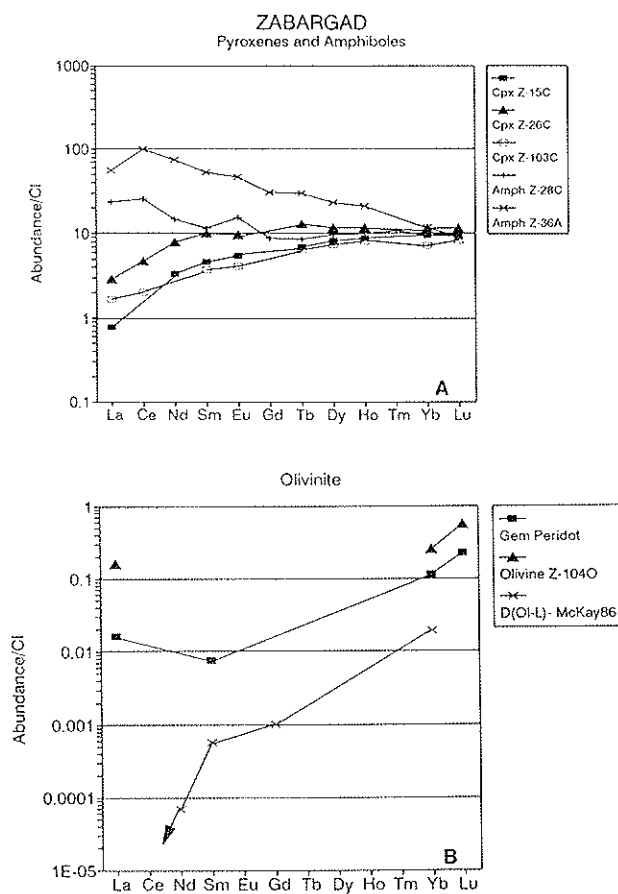 ZABARGAD
Pyroxenes and Amphiboles
1000
100
10
1
0.1
Abundance/CI
La Ce Nd Sm Eu Gd Tb Dy Ho Tm Yb Lu
A
Cpx Z-15C
Cpx Z-26C
Cpx Z-103C
Amph Z-28C
Amph Z-36A
Olivinite
1
0.1
0.01
0.001
0.0001
1E-05
Abundance/CI
La Ce Nd Sm Eu Gd Tb Dy Ho Tm Yb Lu
B
Gem Peridot
Olivine Z-104O
D(Ol-L)- McKay86